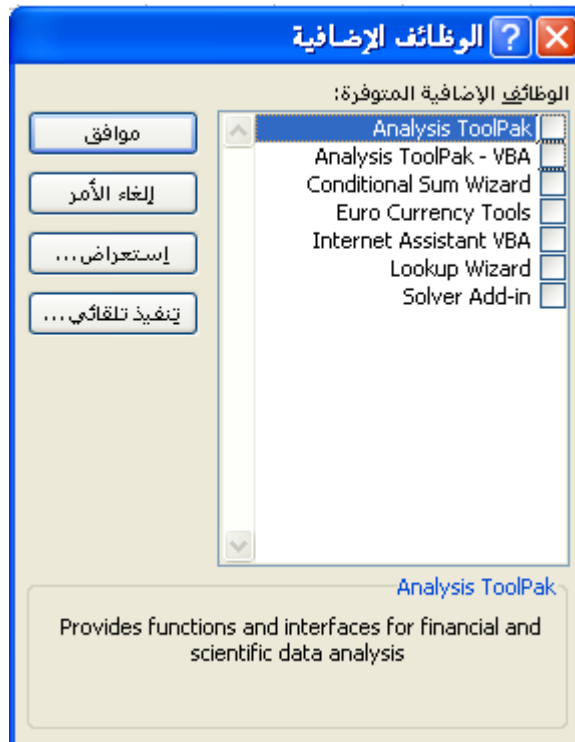 الوظائف الإضافية
الوظائف الإضافية المتوفرة:
Analysis ToolPak
Analysis ToolPak - VBA
Conditional Sum Wizard
Euro Currency Tools
Internet Assistant VBA
Lookup Wizard
Solver Add-in
موافق
إلغاء الأمر
إستعراض...
تنفيذ تلقائي...
Analysis ToolPak
Provides functions and interfaces for financial and
scientific data analysis